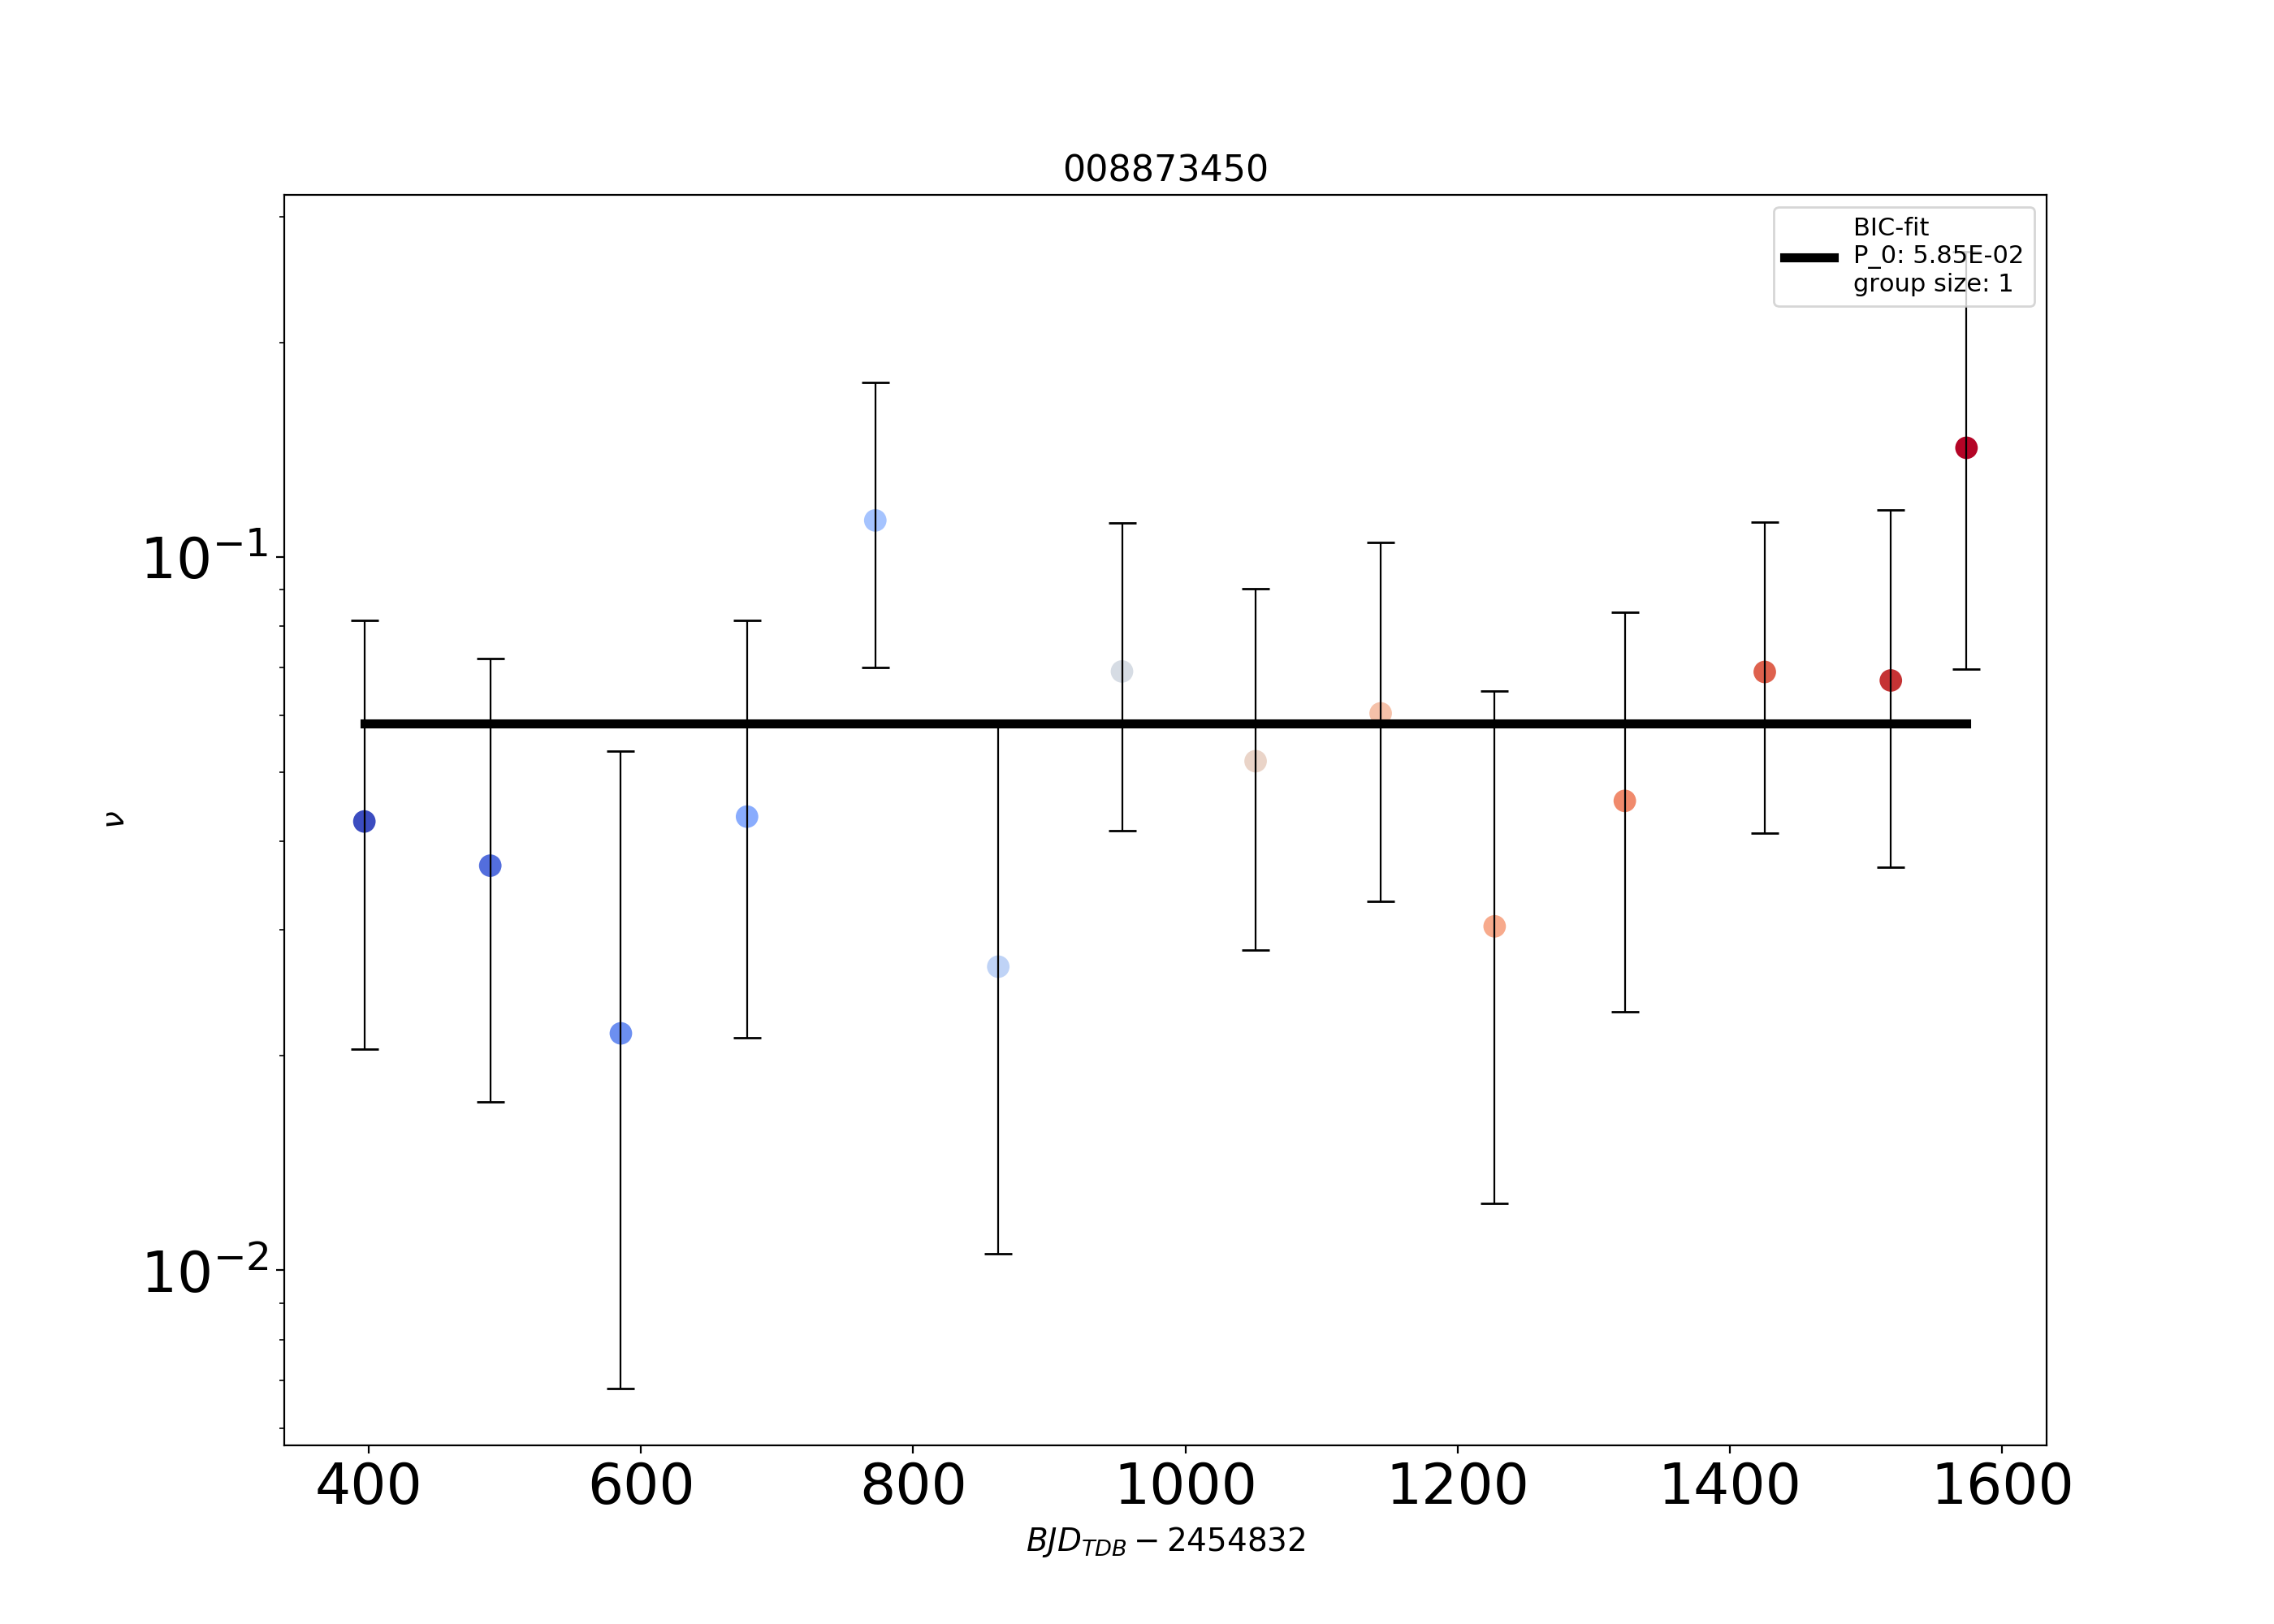 008873450
BIC-fit
P_0: 5.85E-02
group size: 1
10⁻¹
10⁻²
ν
400 600 800 1000 1200 1400 1600
BJD_TDB − 2454832